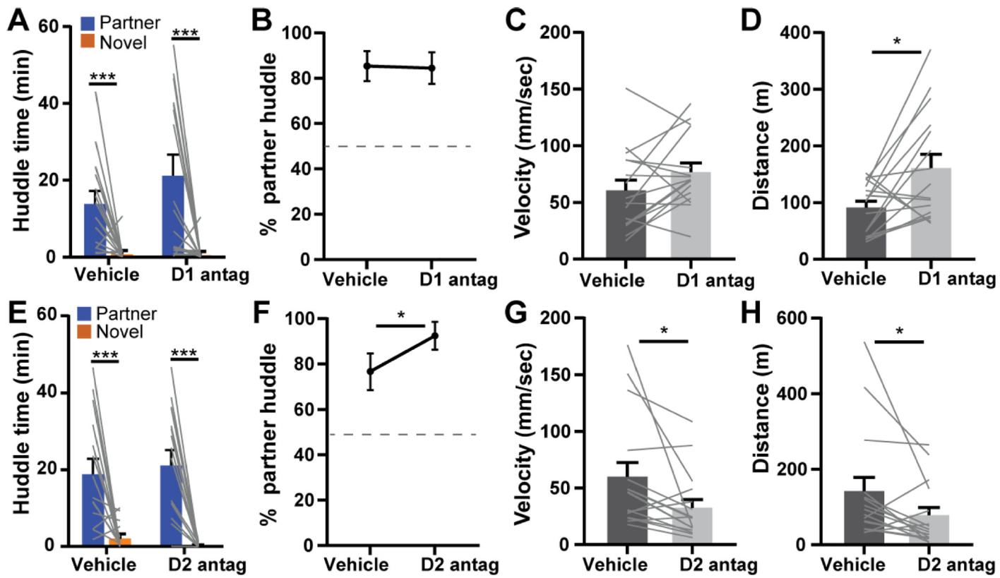 A
Huddle time (min)
60
40
20
0
Partner
Novel
***
***
Vehicle
D1 antag
B
% partner huddle
100
80
60
40
20
0
Vehicle
D1 antag
C
Velocity (mm/sec)
200
150
100
50
0
Vehicle
D1 antag
D
Distance (m)
400
300
200
100
0
*
Vehicle
D1 antag
E
Huddle time (min)
60
40
20
0
Partner
Novel
***
***
Vehicle
D2 antag
F
% partner huddle
100
80
60
40
20
0
*
Vehicle
D2 antag
G
Velocity (mm/sec)
200
150
100
50
0
*
Vehicle
D2 antag
H
Distance (m)
600
400
200
0
*
Vehicle
D2 antag